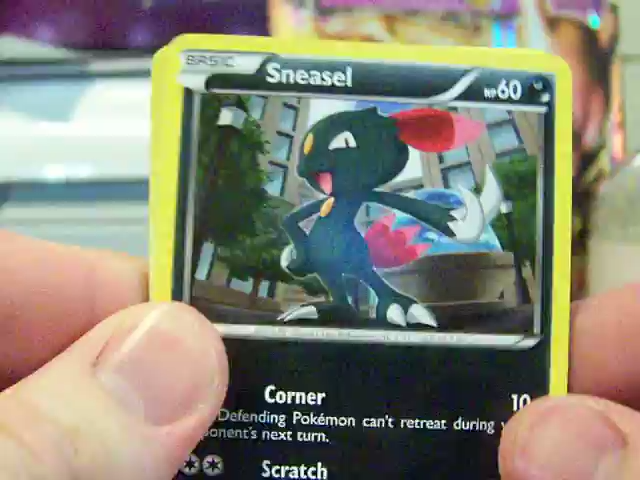 BASIC
Sneasel
HP60
Corner 10
Defending Pokémon can't retreat during
ponent's next turn.
Scratch